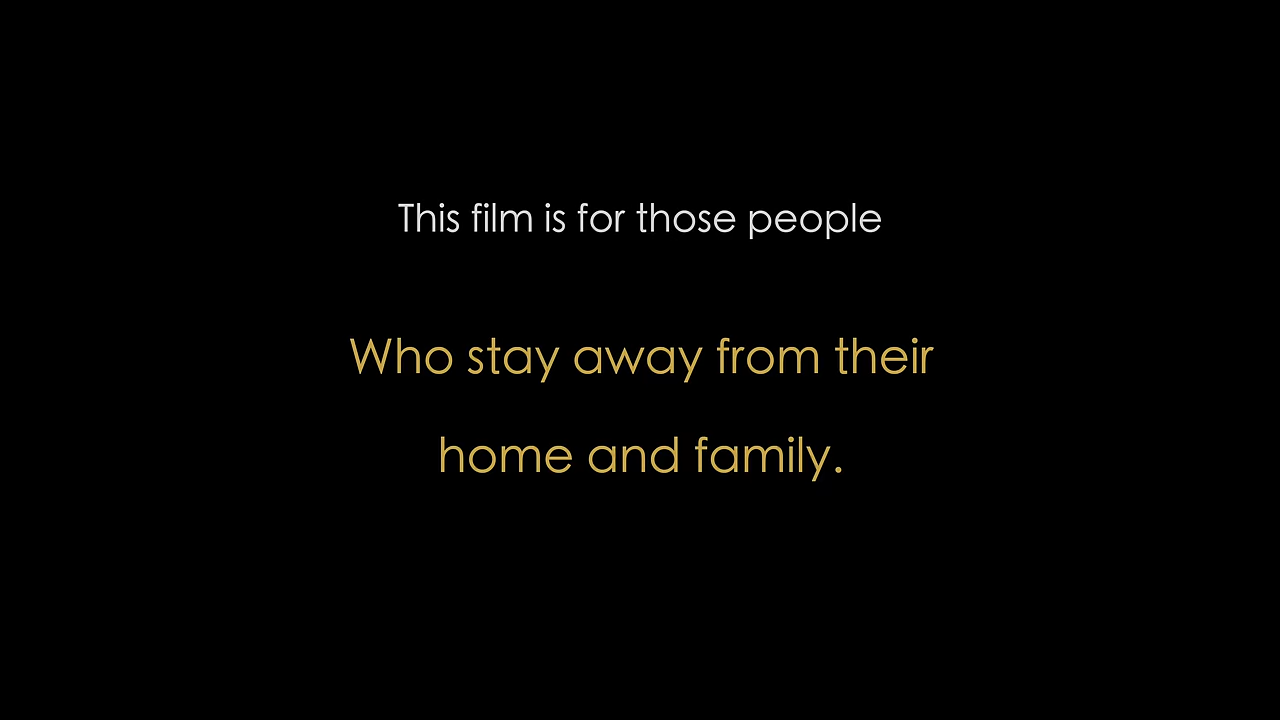 This film is for those people
Who stay away from their
home and family.